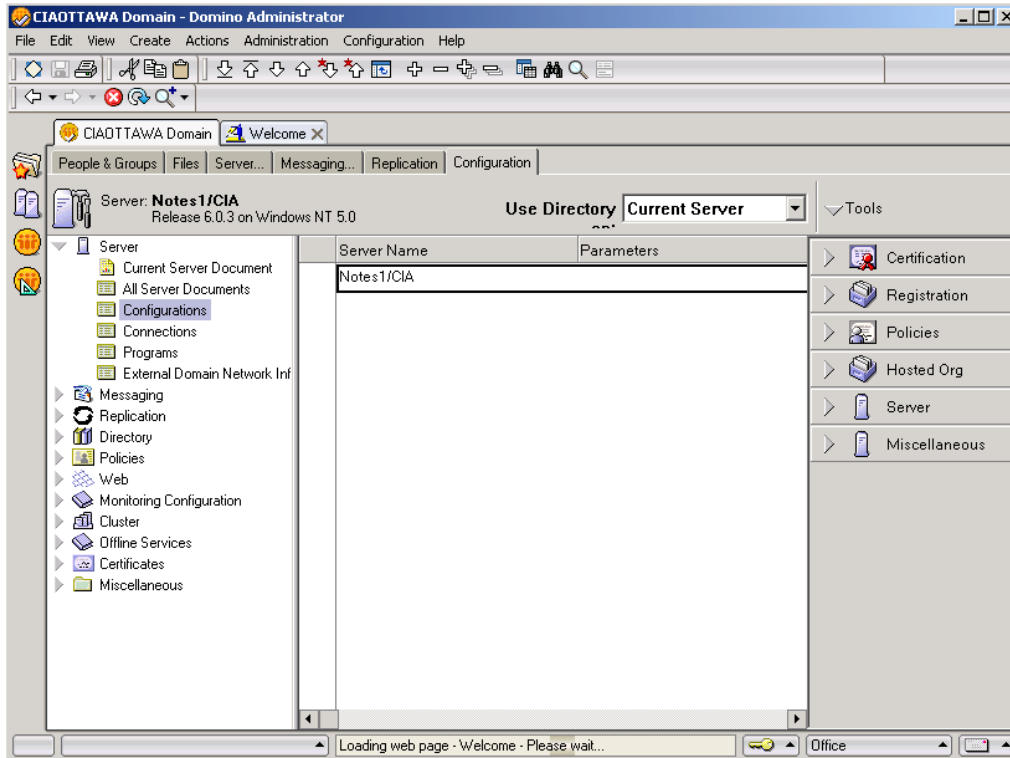 CIAOTTAWA Domain - Domino Administrator
File Edit View Create Actions Administration Configuration Help
CIAOTTAWA Domain Welcome
People & Groups Files Server... Messaging... Replication Configuration
Server: Notes1/CIA
Release 6.0.3 on Windows NT 5.0
Use Directory Current Server
Tools
Server
Current Server Document
All Server Documents
Configurations
Connections
Programs
External Domain Network Inf
Messaging
Replication
Directory
Policies
Web
Monitoring Configuration
Cluster
Offline Services
Certificates
Miscellaneous
Server Name Parameters
Notes1/CIA
Certification
Registration
Policies
Hosted Org
Server
Miscellaneous
Loading web page - Welcome - Please wait... Office